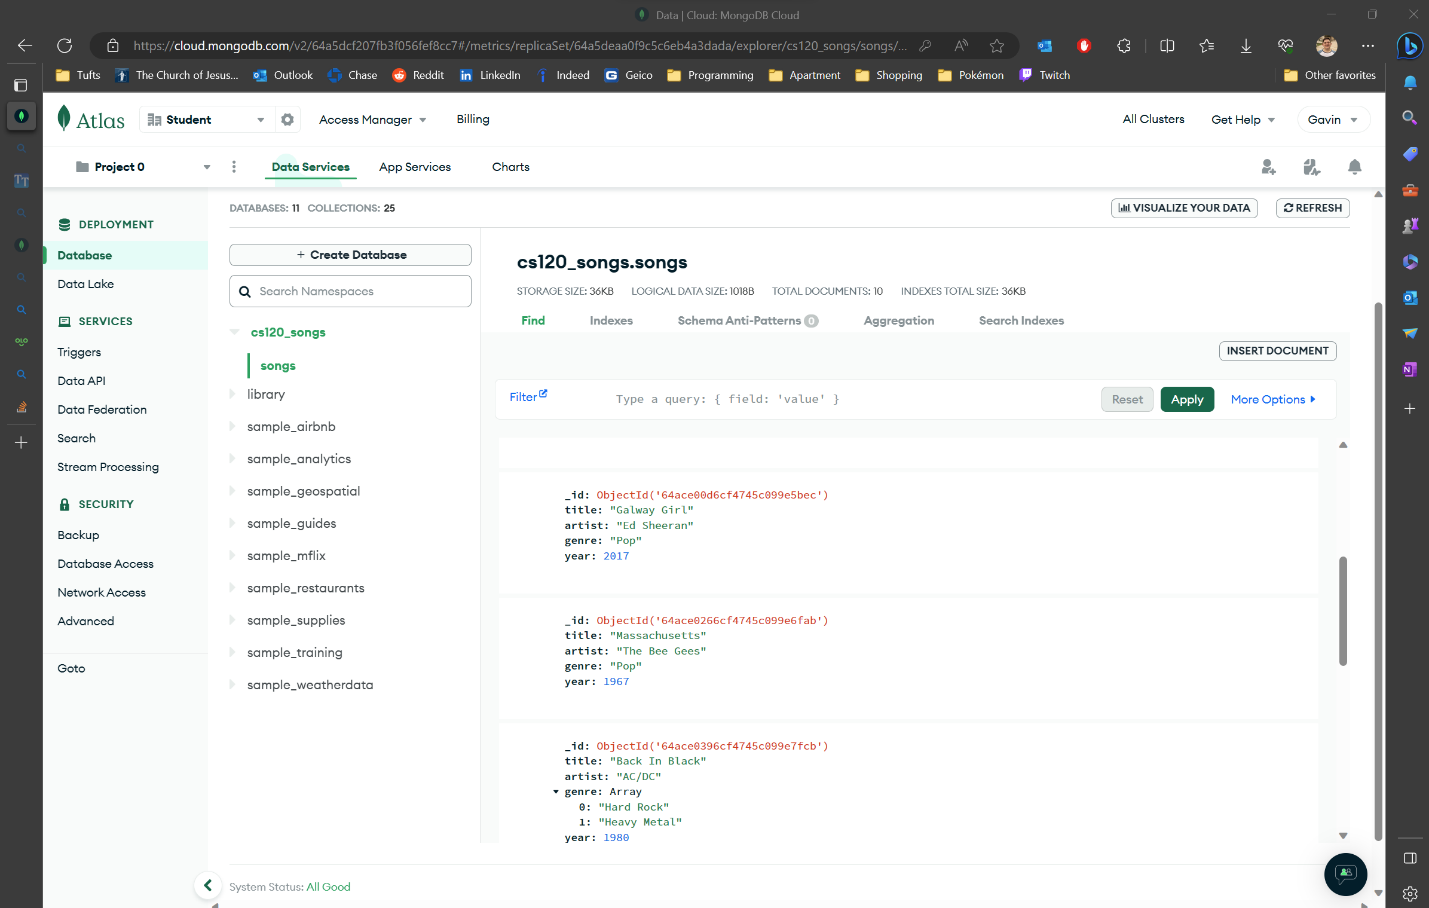 Data | Cloud: MongoDB Cloud
https://cloud.mongodb.com/v2/64a5dcf207fb3f056fef8cc7#/metrics/replicaSet/64a5deaa0f9c5c6eb4a3dada/explorer/cs120_songs/songs/...
Tufts The Church of Jesus... Outlook Chase Reddit LinkedIn Indeed Geico Programming Apartment Shopping Pokémon Twitch Other favorites
Atlas Student Access Manager Billing All Clusters Get Help Gavin
Project 0 Data Services App Services Charts
DATABASES: 11 COLLECTIONS: 25 VISUALIZE YOUR DATA REFRESH
DEPLOYMENT
Database
Data Lake
SERVICES
Triggers
Data API
Data Federation
Search
Stream Processing
SECURITY
Backup
Database Access
Network Access
Advanced
Goto
+ Create Database
Search Namespaces
cs120_songs
songs
library
sample_airbnb
sample_analytics
sample_geospatial
sample_guides
sample_mflix
sample_restaurants
sample_supplies
sample_training
sample_weatherdata
cs120_songs.songs
STORAGE SIZE: 36KB LOGICAL DATA SIZE: 1018B TOTAL DOCUMENTS: 10 INDEXES TOTAL SIZE: 36KB
Find Indexes Schema Anti-Patterns 0 Aggregation Search Indexes
INSERT DOCUMENT
Filter Type a query: { field: 'value' } Reset Apply More Options
_id: ObjectId('64ace00d6cf4745c099e5bec')
title: "Galway Girl"
artist: "Ed Sheeran"
genre: "Pop"
year: 2017
_id: ObjectId('64ace0266cf4745c099e6fab')
title: "Massachusetts"
artist: "The Bee Gees"
genre: "Pop"
year: 1967
_id: ObjectId('64ace0396cf4745c099e7fcb')
title: "Back In Black"
artist: "AC/DC"
genre: Array
0: "Hard Rock"
1: "Heavy Metal"
year: 1980
System Status: All Good